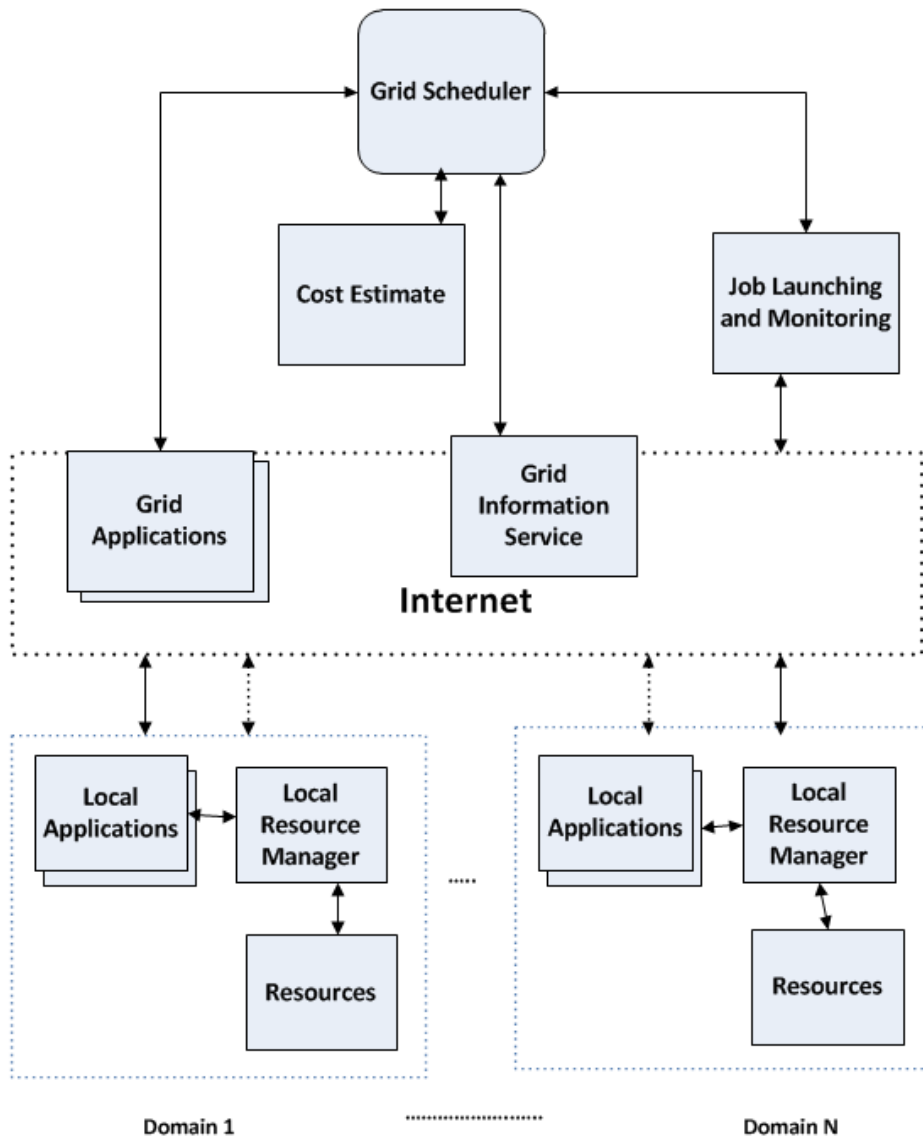 Grid Scheduler
Cost Estimate
Job Launching
and Monitoring
Grid
Applications
Grid
Information
Service
Internet
Local
Applications
Local
Resource
Manager
Resources
Local
Applications
Local
Resource
Manager
Resources
Domain 1
Domain N